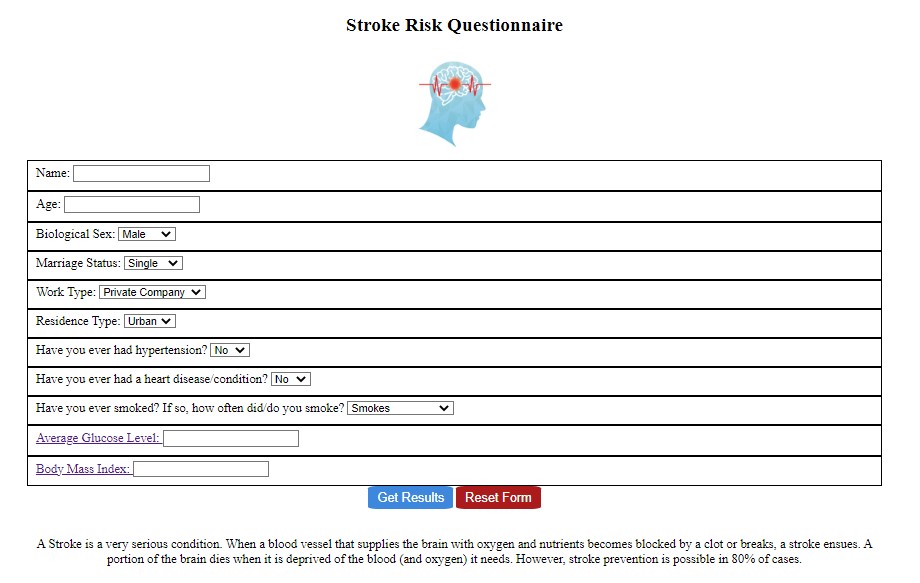 Stroke Risk Questionnaire
Name:
Age:
Biological Sex: Male
Marriage Status: Single
Work Type: Private Company
Residence Type: Urban
Have you ever had hypertension? No
Have you ever had a heart disease/condition? No
Have you ever smoked? If so, how often did/do you smoke? Smokes
Average Glucose Level:
Body Mass Index:
Get Results Reset Form
A Stroke is a very serious condition. When a blood vessel that supplies the brain with oxygen and nutrients becomes blocked by a clot or breaks, a stroke ensues. A
portion of the brain dies when it is deprived of the blood (and oxygen) it needs. However, stroke prevention is possible in 80% of cases.